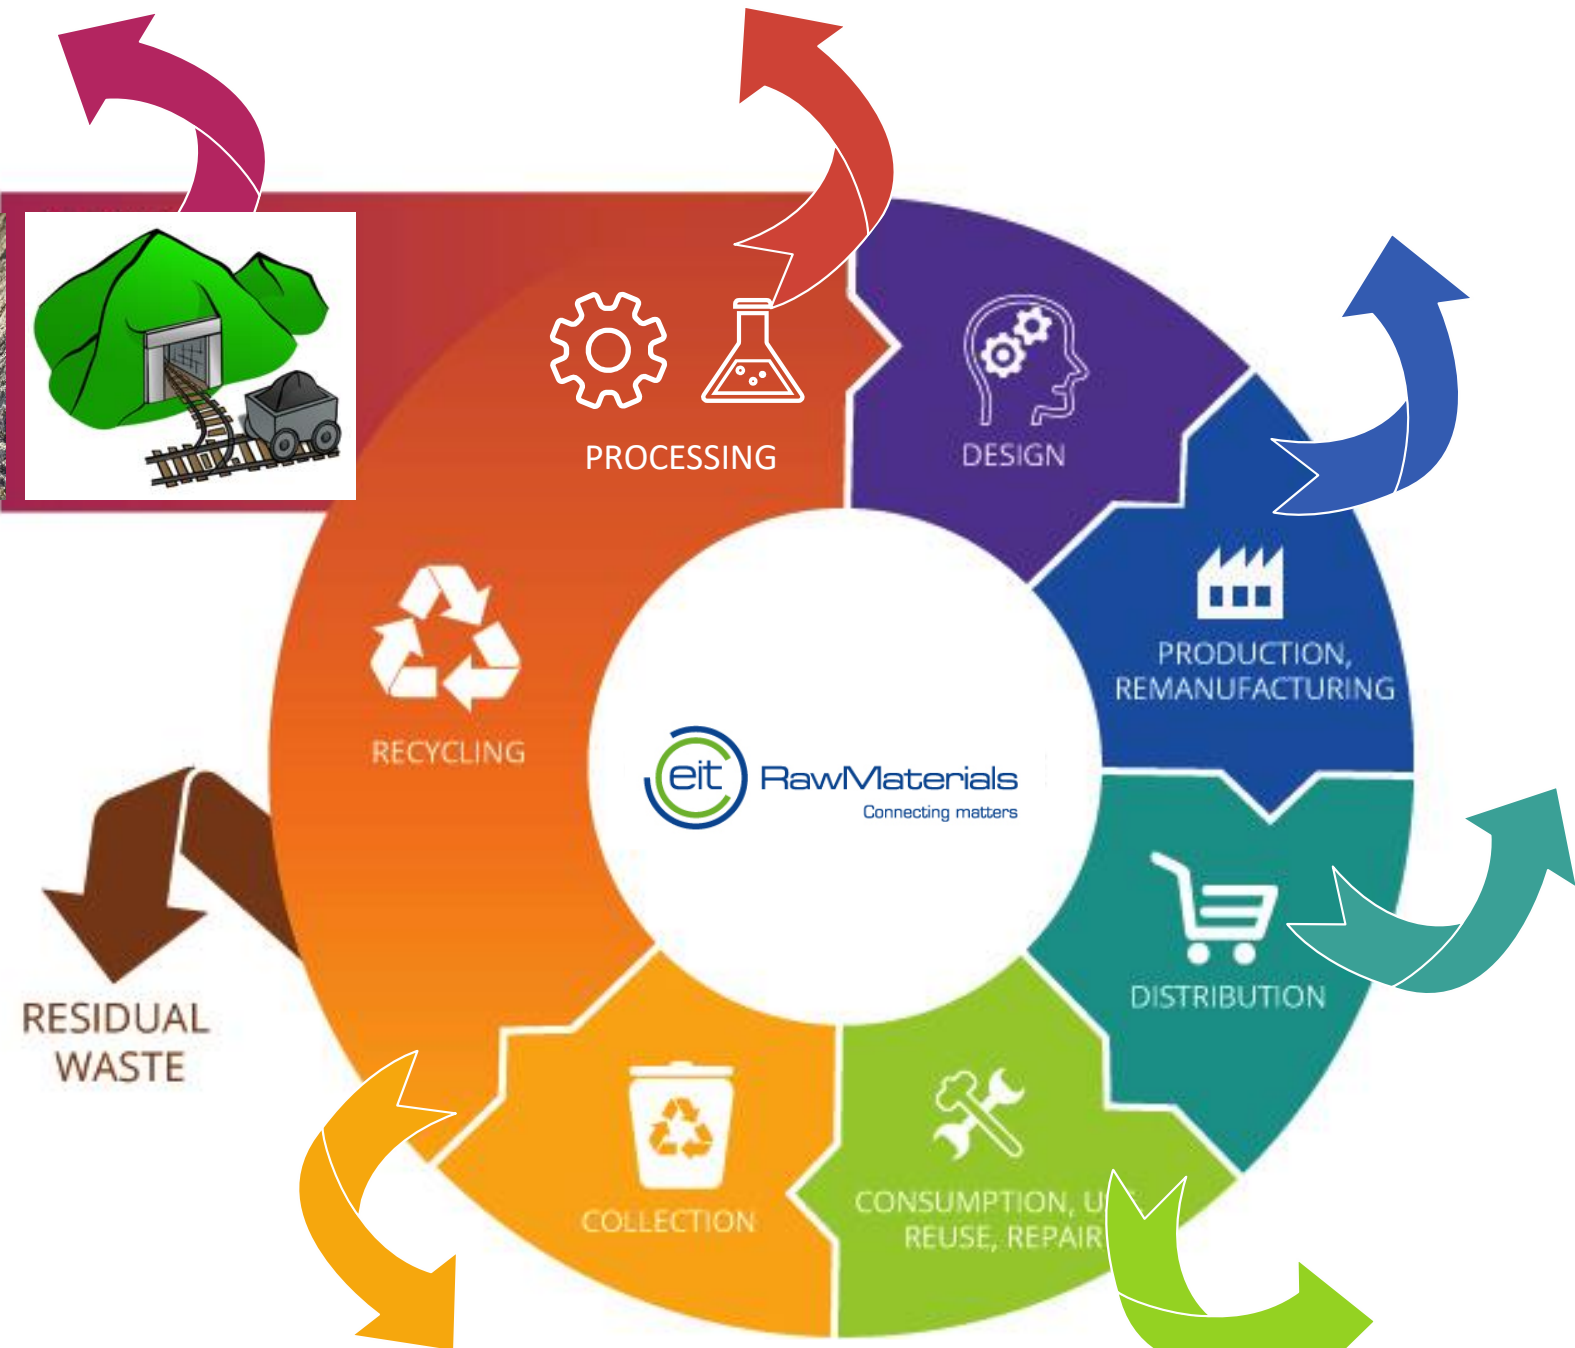 PROCESSING
DESIGN
PRODUCTION,
REMANUFACTURING
RECYCLING
eit RawMaterials
Connecting matters
DISTRIBUTION
RESIDUAL
WASTE
CONSUMPTION,
REUSE, REPAIR
COLLECTION